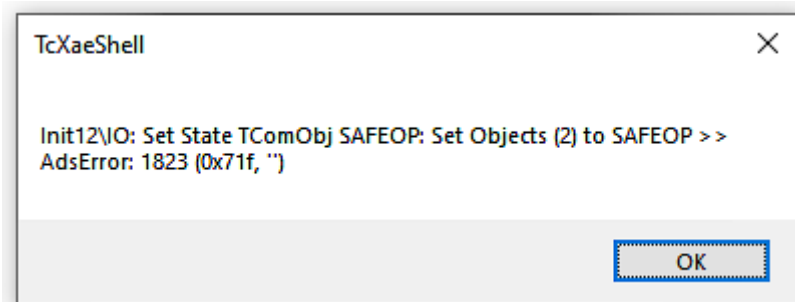 TcXaeShell
Init12\IO: Set State TComObj SAFEOP: Set Objects (2) to SAFEOP >>
AdsError: 1823 (0x71f, '')
OK